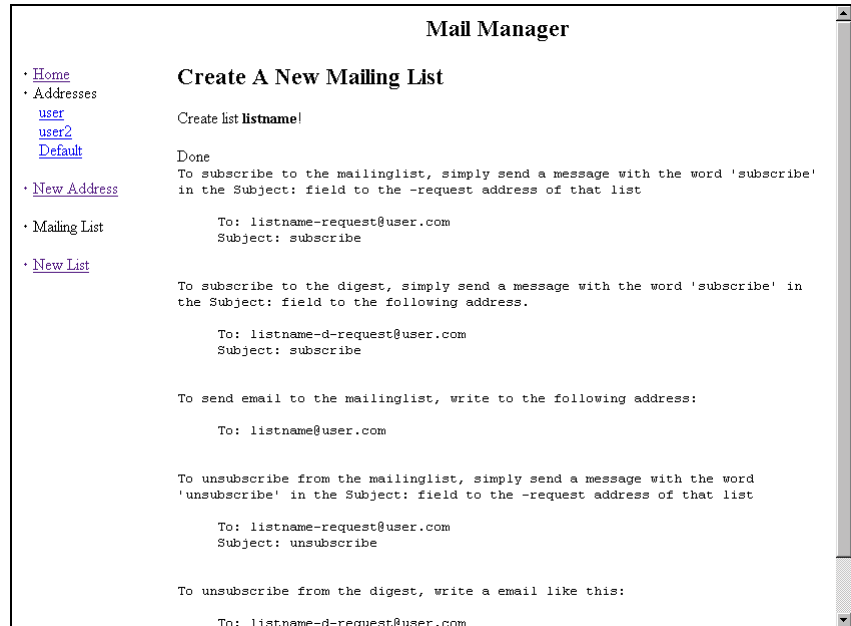 Mail Manager
· Home
· Addresses
user
user2
Default
· New Address
· Mailing List
· New List
Create A New Mailing List
Create list listname!
Done
To subscribe to the mailinglist, simply send a message with the word 'subscribe'
in the Subject: field to the -request address of that list
To: listname-request@user.com
Subject: subscribe
To subscribe to the digest, simply send a message with the word 'subscribe' in
the Subject: field to the following address.
To: listname-d-request@user.com
Subject: subscribe
To send email to the mailinglist, write to the following address:
To: listname@user.com
To unsubscribe from the mailinglist, simply send a message with the word
'unsubscribe' in the Subject: field to the -request address of that list
To: listname-request@user.com
Subject: unsubscribe
To unsubscribe from the digest, write a email like this:
To: listname-d-request@user.com